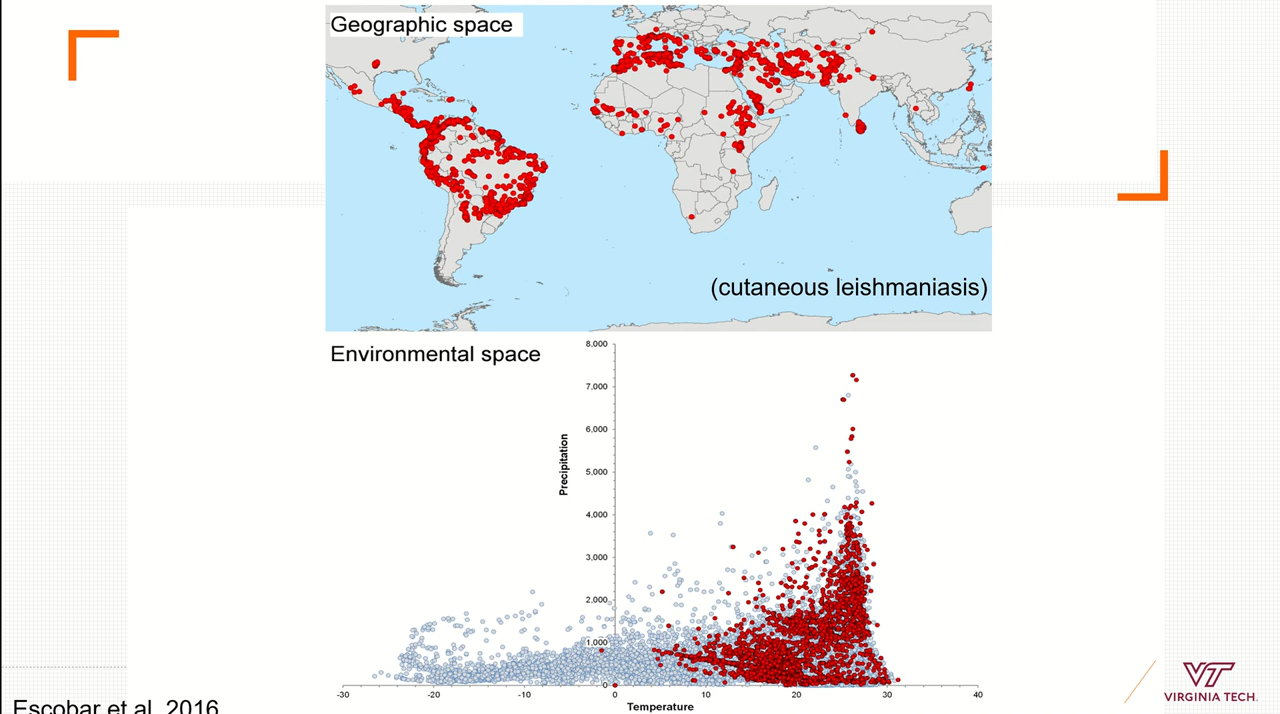 Geographic space
(cutaneous leishmaniasis)
Environmental space
8,000
7,000
6,000
5,000
4,000
3,000
2,000
1,000
0
Precipitation
-30
-20
-10
0
10
20
30
40
Temperature
Escobar et al. 2016
VT
VIRGINIA TECH.